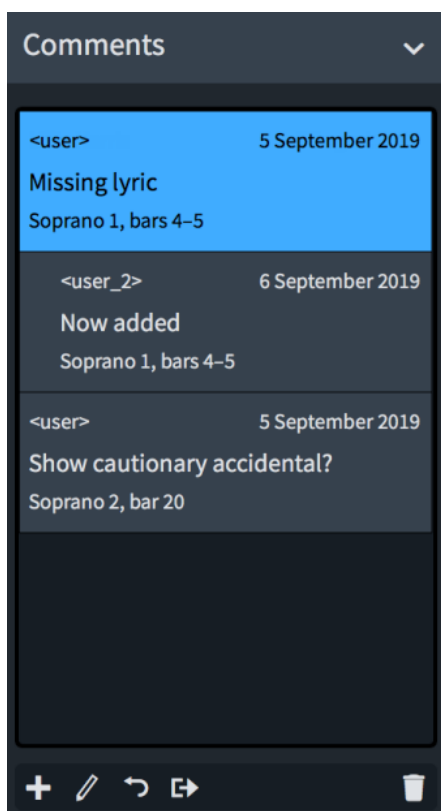 Comments
<user> 5 September 2019
Missing lyric
Soprano 1, bars 4–5
<user_2> 6 September 2019
Now added
Soprano 1, bars 4–5
<user> 5 September 2019
Show cautionary accidental?
Soprano 2, bar 20